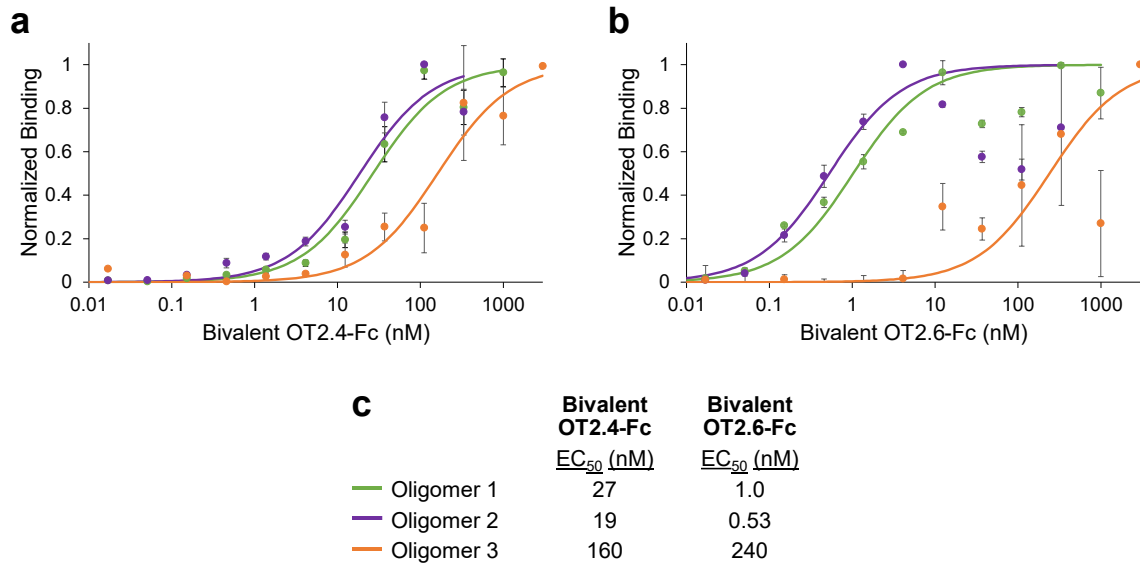 a
Normalized Binding
1
0.8
0.6
0.4
0.2
0
0.01 0.1 1 10 100 1000
Bivalent OT2.4-Fc (nM)
b
Normalized Binding
1
0.8
0.6
0.4
0.2
0
0.01 0.1 1 10 100 1000
Bivalent OT2.6-Fc (nM)
c
Bivalent Bivalent
OT2.4-Fc OT2.6-Fc
EC50 (nM) EC50 (nM)
Oligomer 1 27 1.0
Oligomer 2 19 0.53
Oligomer 3 160 240